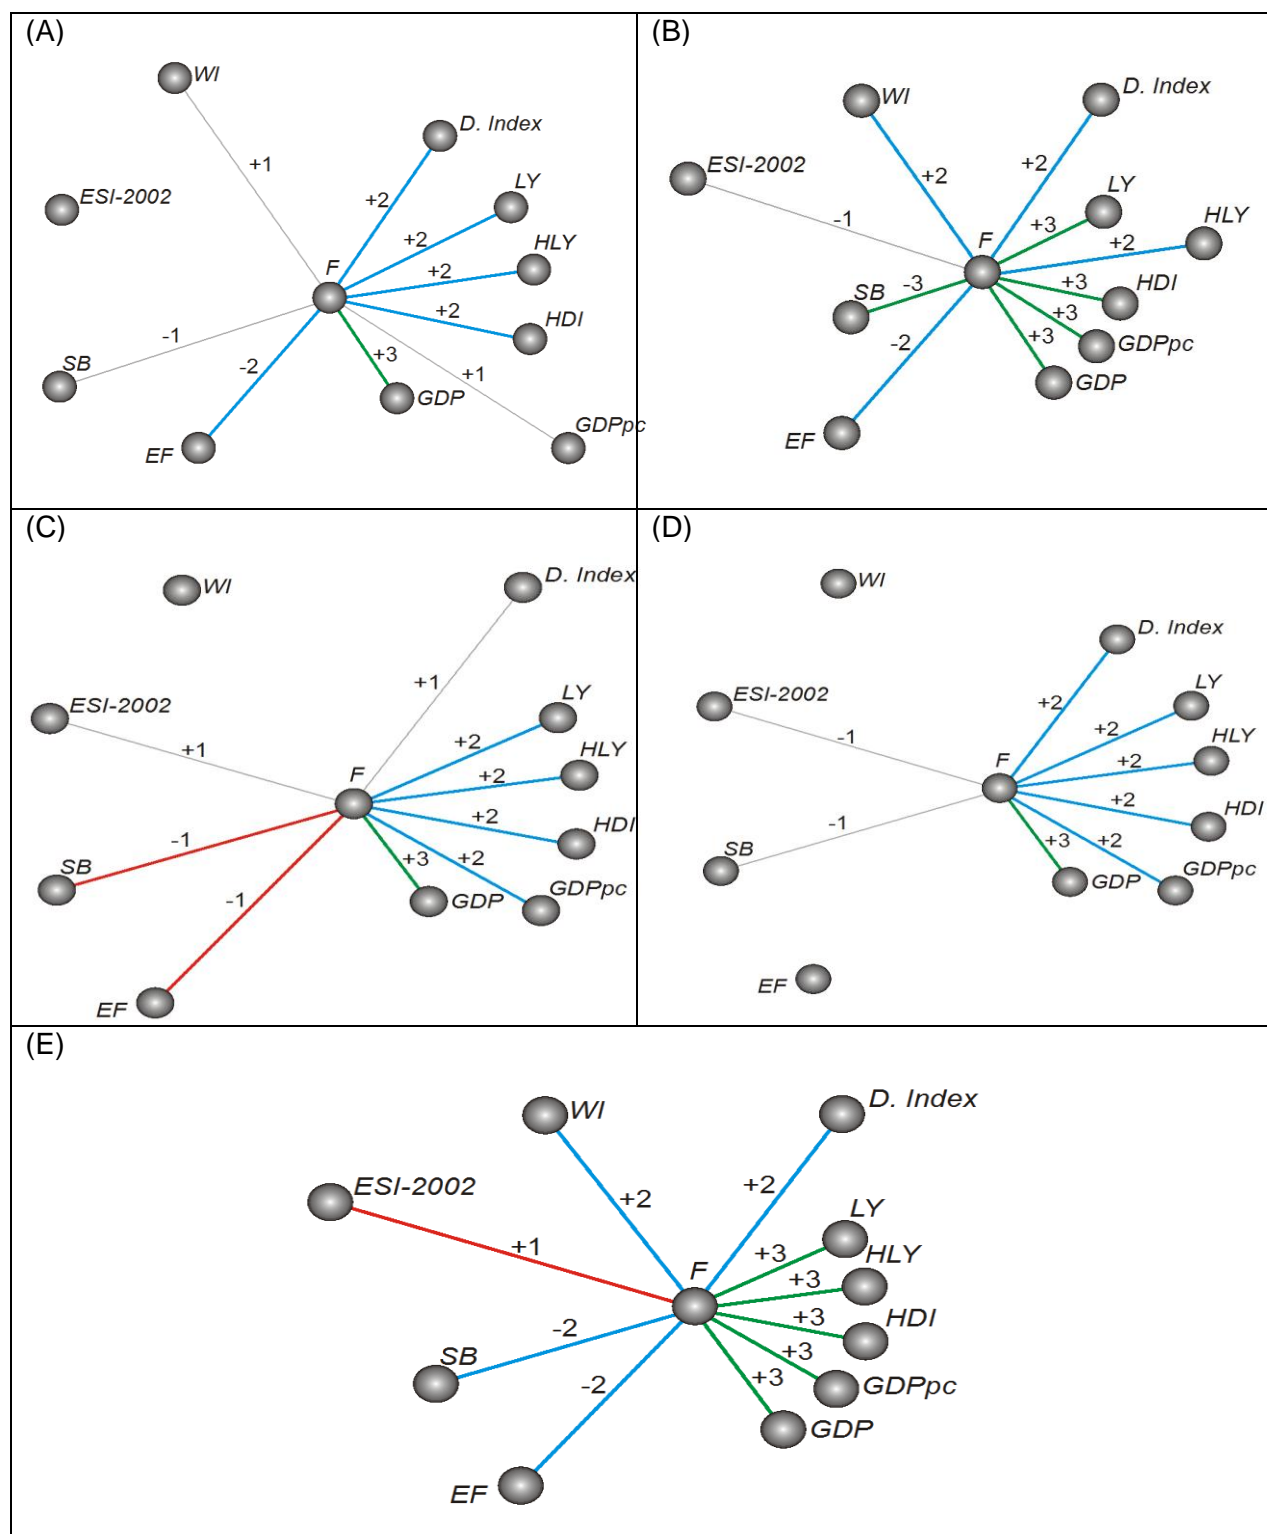 (A)
WI
D. Index
+1
LY
ESI-2002
+2
+2
HLY
F
+2
+2
HDI
-1
+3
SB
-2
+1
GDP
GDPpc
EF
(B)
D. Index
WI
ESI-2002
+2
+2
LY
HLY
-1
+3
F
+2
-3
HDI
SB
+3
+3
-2
+3
GDPpc
GDP
EF
(C)
D. Index
WI
+1
LY
ESI-2002
+2
+1
HLY
F
+2
+2
HDI
-1
SB
+3
+2
GDPpc
-1
GDP
EF
(D)
WI
D. Index
LY
ESI-2002
+2
+2
-1
HLY
F
+2
+2
HDI
-1
+3
+2
SB
GDPpc
GDP
EF
(E)
D. Index
WI
ESI-2002
+2
+2
LY
+1
+3
HLY
F
+3
+3
HDI
-2
+3
SB
+3
-2
GDPpc
GDP
EF